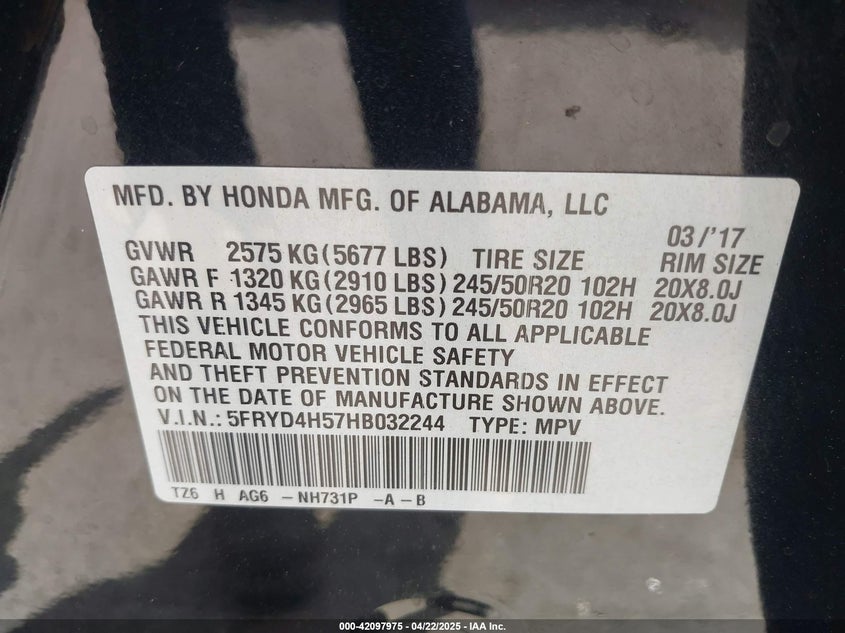 MFD. BY HONDA MFG. OF ALABAMA, LLC
03/'17
GVWR 2575 KG(5677 LBS) TIRE SIZE RIM SIZE
GAWR F 1320 KG(2910 LBS) 245/50R20 102H 20X8.0J
GAWR R 1345 KG(2965 LBS) 245/50R20 102H 20X8.0J
THIS VEHICLE CONFORMS TO ALL APPLICABLE
FEDERAL MOTOR VEHICLE SAFETY
AND THEFT PREVENTION STANDARDS IN EFFECT
ON THE DATE OF MANUFACTURE SHOWN ABOVE.
V.I.N.: 5FRYD4H57HB032244 TYPE: MPV
TZ6 H AG6 -NH731P -A-B
000-42097975 - 04/22/2025 - IAA Inc.